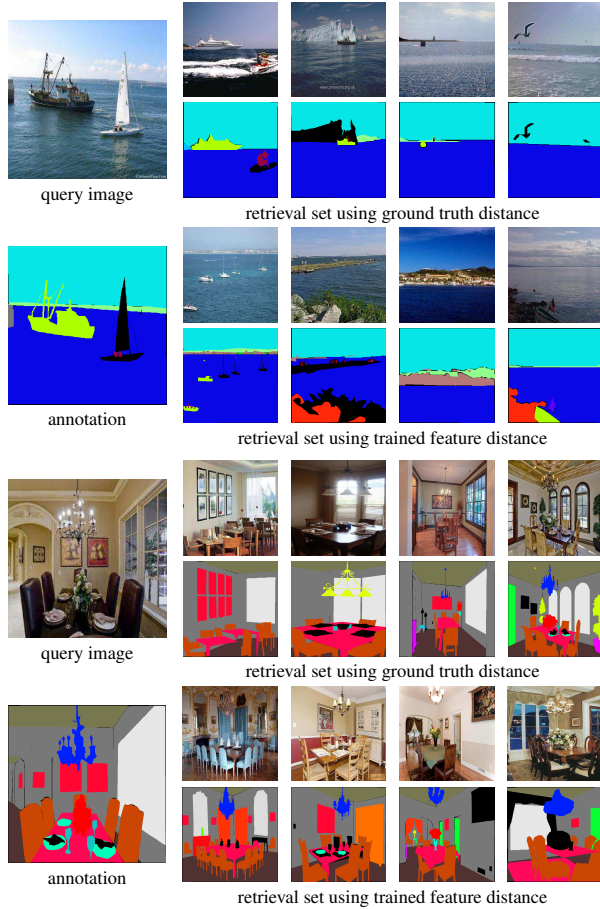 query image
retrieval set using ground truth distance
annotation
retrieval set using trained feature distance
query image
retrieval set using ground truth distance
annotation
retrieval set using trained feature distance